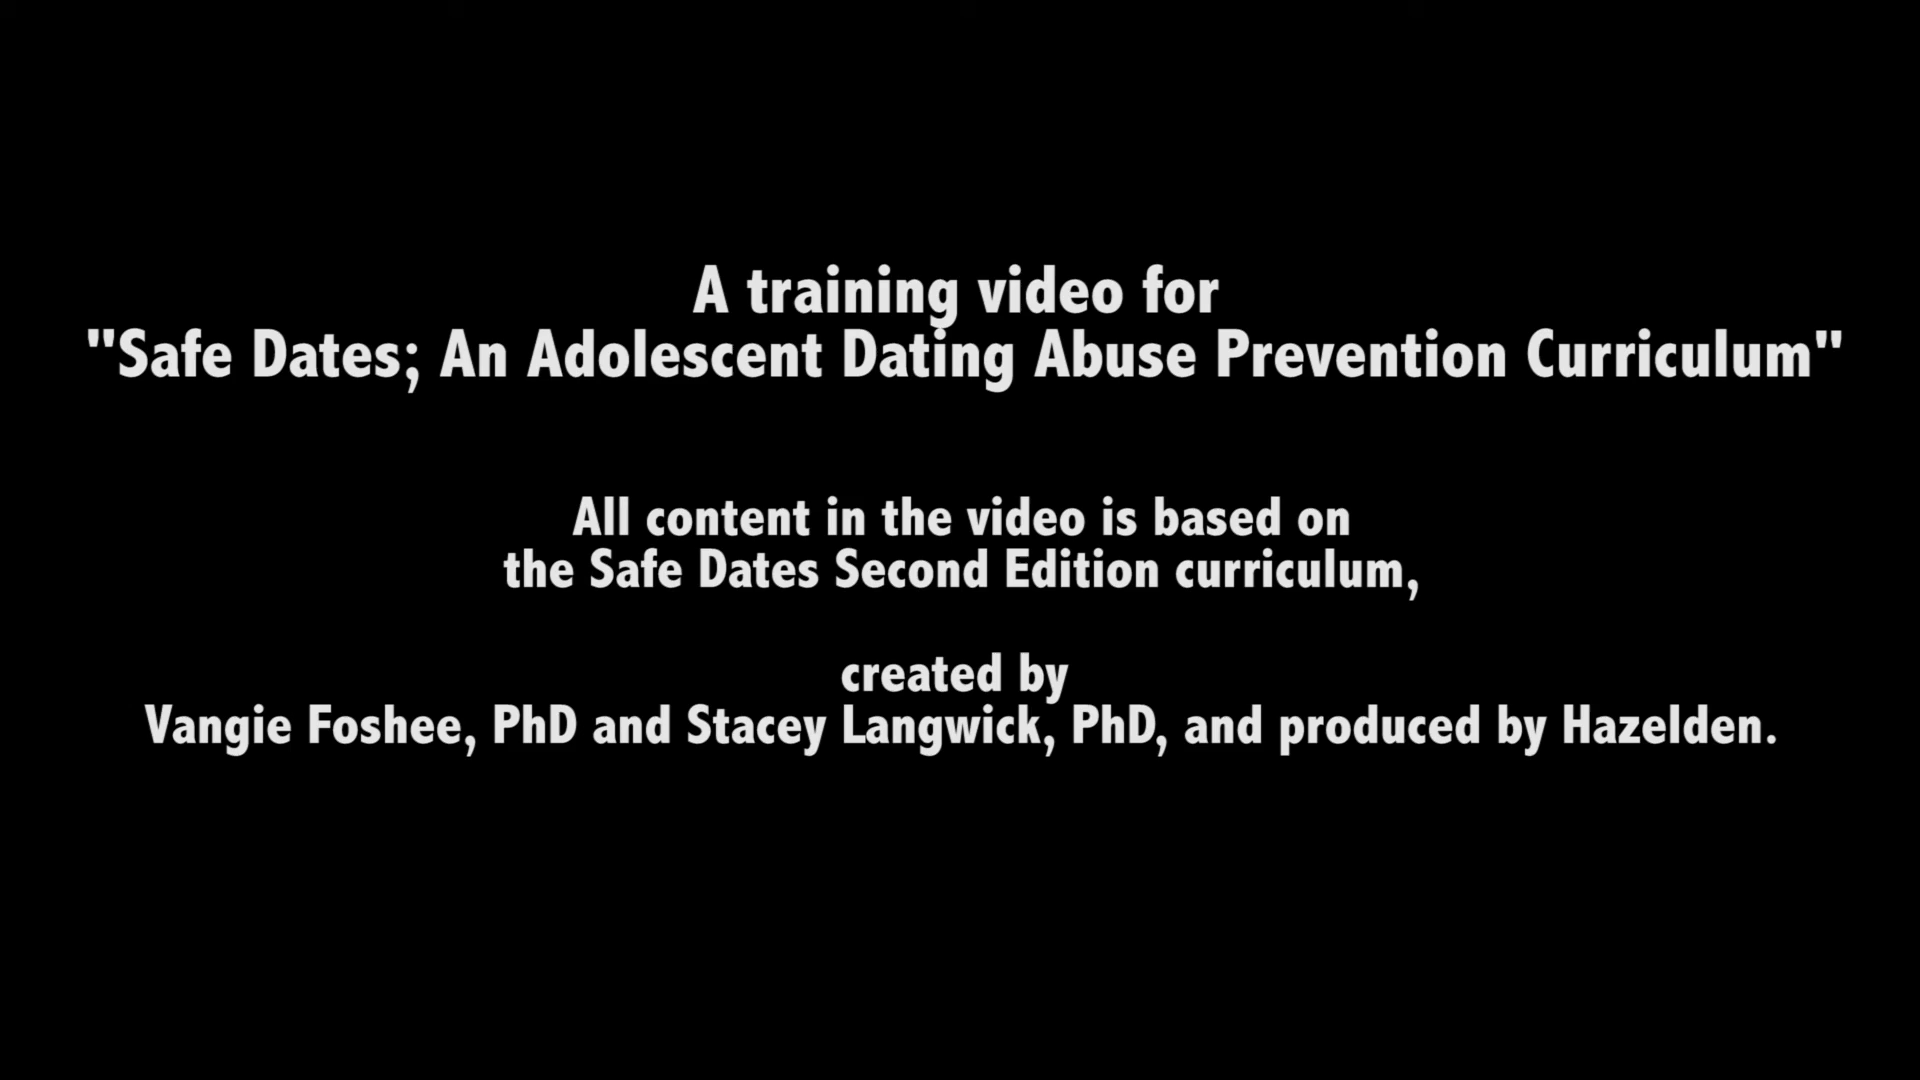 A training video for
"Safe Dates; An Adolescent Dating Abuse Prevention Curriculum"
All content in the video is based on
the Safe Dates Second Edition curriculum,
created by
Vangie Foshee, PhD and Stacey Langwick, PhD, and produced by Hazelden.